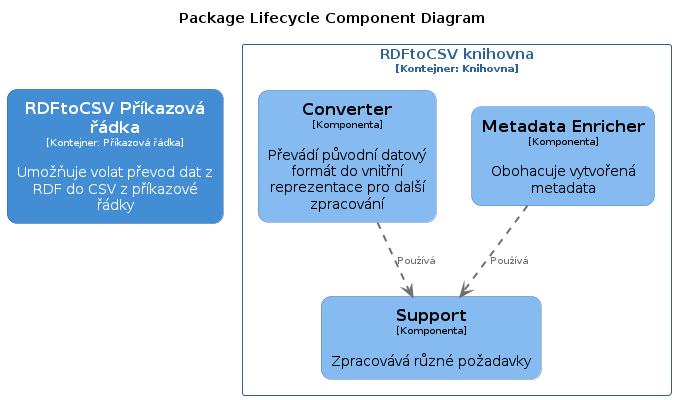 Package Lifecycle Component Diagram
RDFtoCSV knihovna
[Kontejner: Knihovna]
RDFtoCSV Příkazová
řádka
[Kontejner: Příkazová řádka]
Umožňuje volat převod dat z
RDF do CSV z příkazové
řádky
Converter
[Komponenta]
Převádí původní datový
formát do vnitřní
reprezentace pro další
zpracování
Metadata Enricher
[Komponenta]
Obohacuje vytvořená
metadata
Používá
Používá
Support
[Komponenta]
Zpracovává různé požadavky